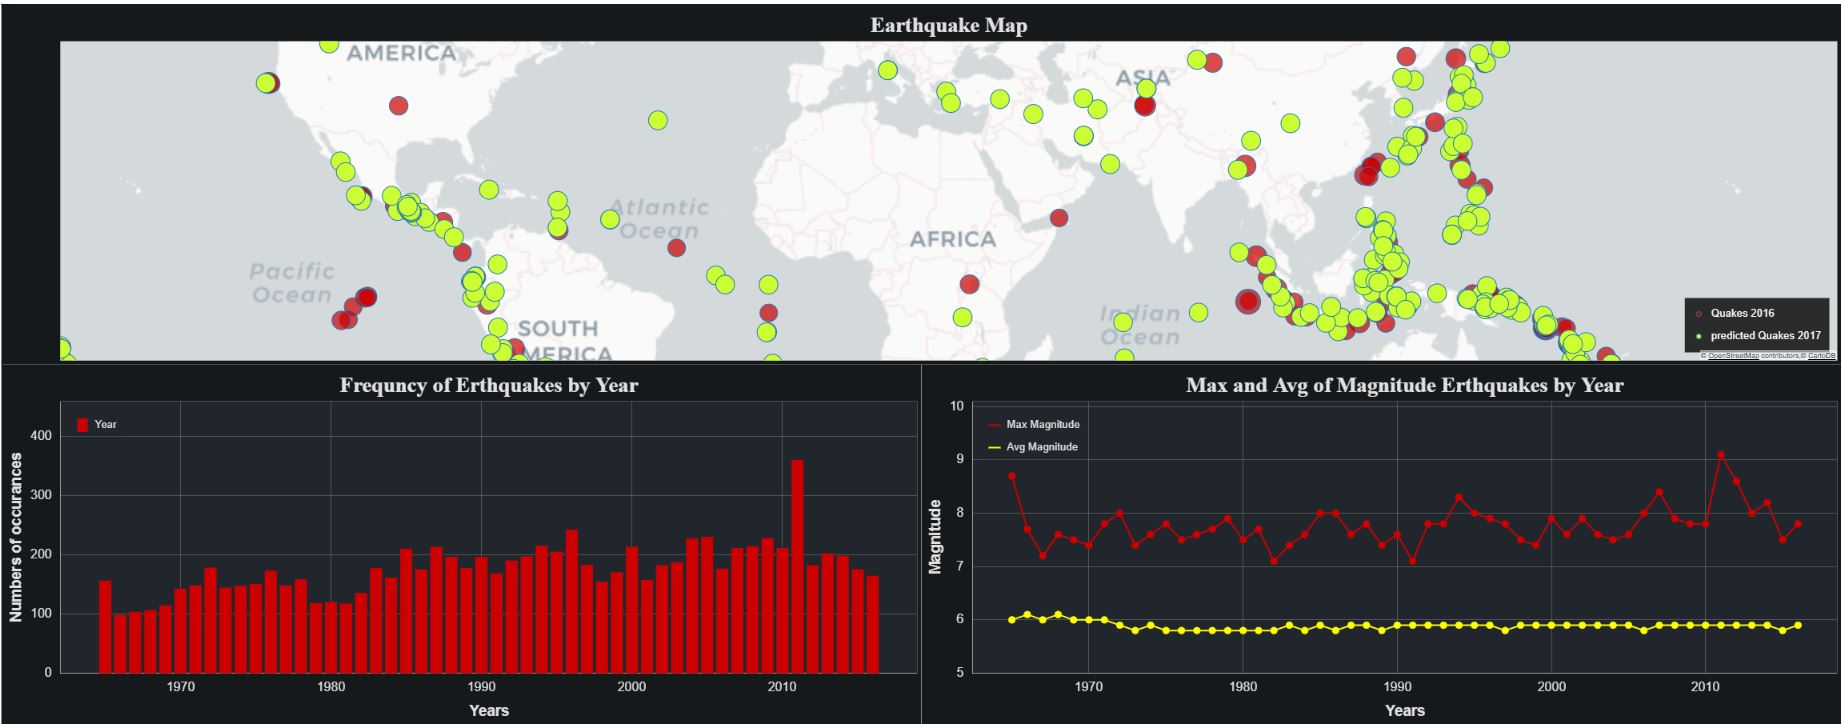 Earthquake Map
AMERICA
ASIA
Atlantic
Ocean
AFRICA
Pacific
Ocean
Indian
Ocean
SOUTH
AMERICA
Quakes 2016
predicted Quakes 2017
© OpenStreetMap contributors,© CartoDB
Frequncy of Erthquakes by Year
Year
Numbers of occurances
400
300
200
100
0
1970
1980
1990
2000
2010
Years
Max and Avg of Magnitude Erthquakes by Year
Max Magnitude
Avg Magnitude
Magnitude
10
9
8
7
6
5
1970
1980
1990
2000
2010
Years